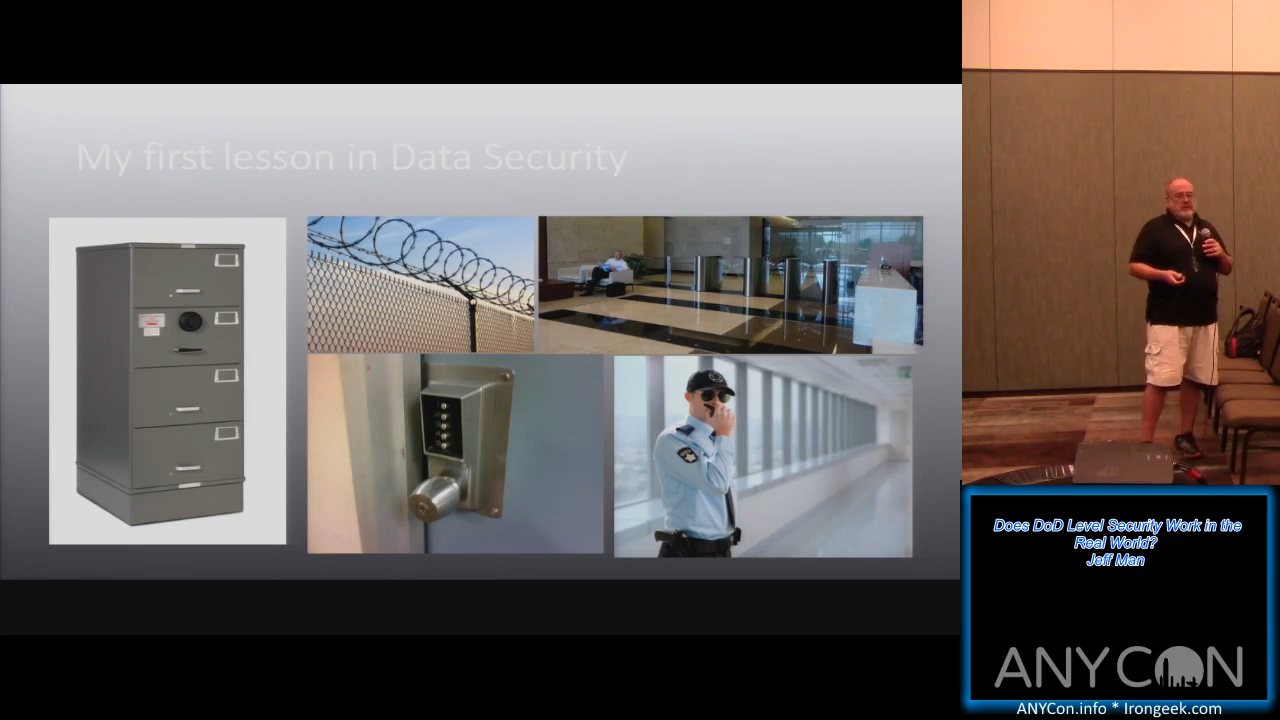 My first lesson in Data Security
Does DoD Level Security Work in the
Real World?
Jeff Man
ANYCON
ANYCon.info * Irongeek.com